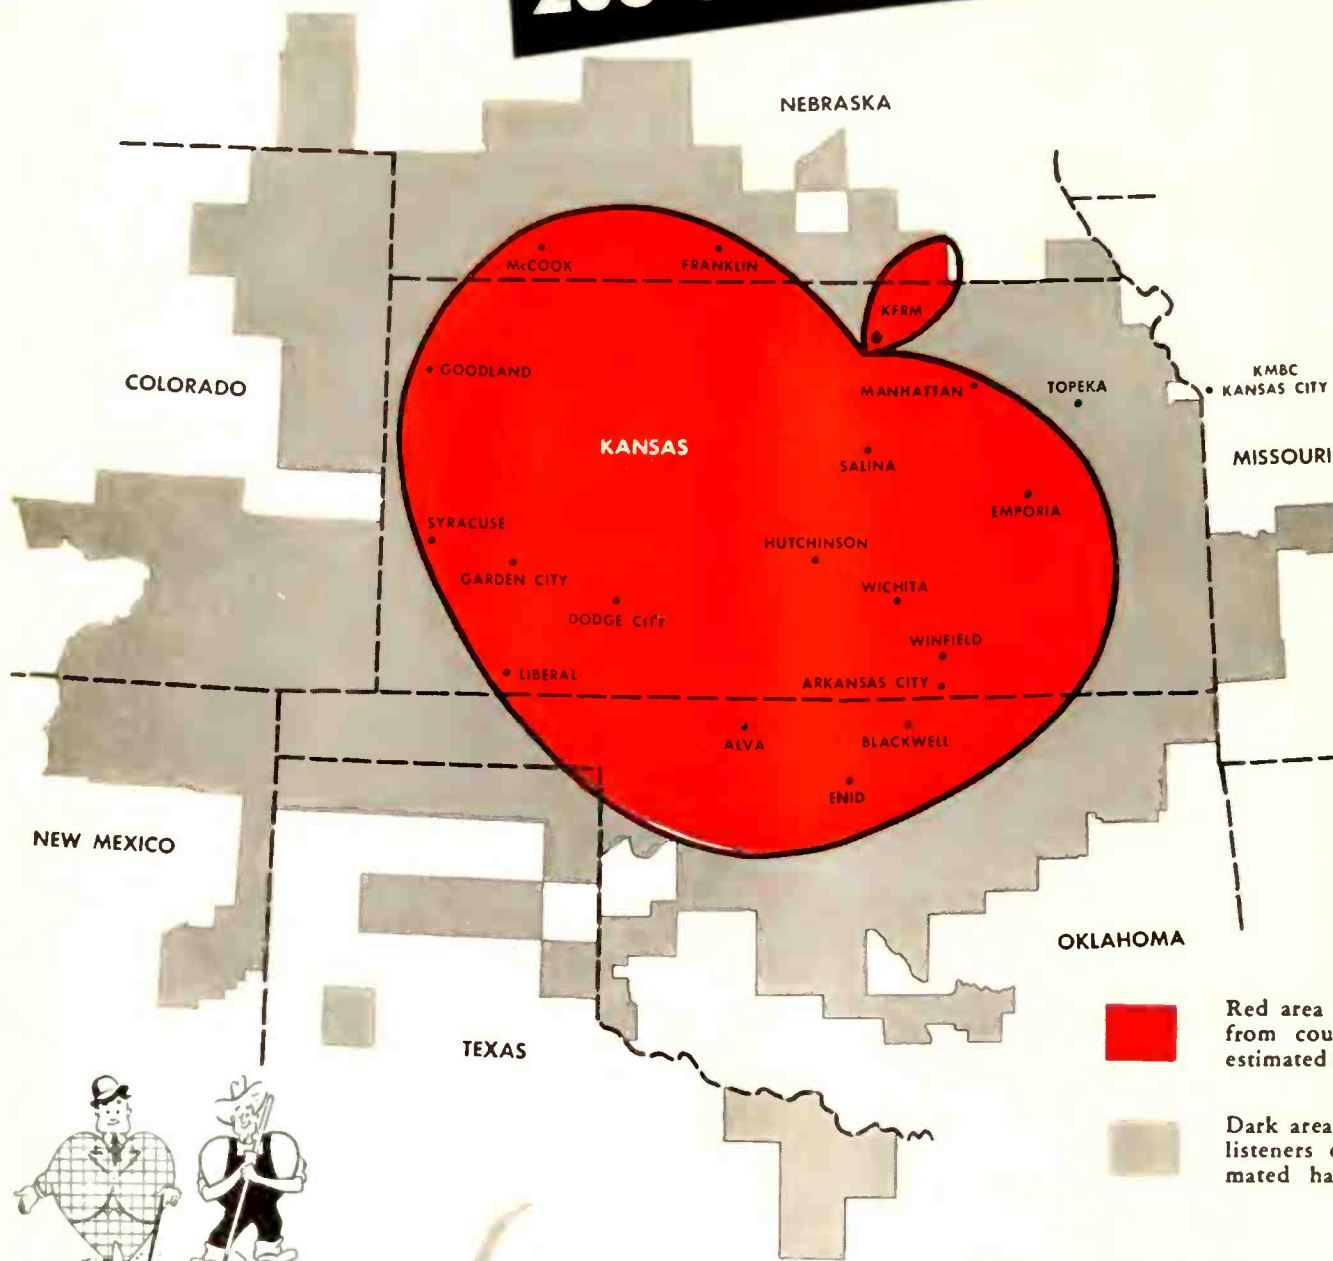 NEBRASKA
McCOOK
FRANKLIN
KFRM
GOODLAND
COLORADO
MANHATTAN
TOPEKA
KMBC
KANSAS CITY
KANSAS
SALINA
MISSOURI
EMPORIA
SYRACUSE
HUTCHINSON
GARDEN CITY
WICHITA
DODGE CITY
WINFIELD
LIBERAL
ARKANSAS CITY
ALVA
BLACKWELL
ENID
NEW MEXICO
OKLAHOMA
TEXAS
Red area
from
estimated
Dark area
listeners
mated